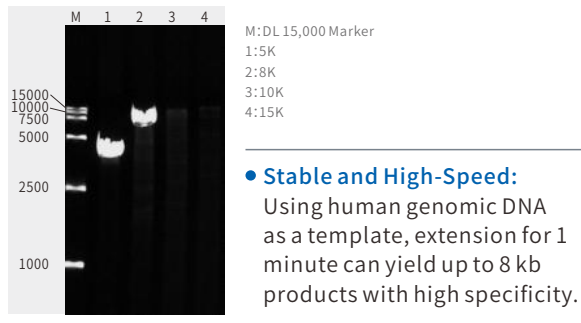 M 1 2 3 4
15000
10000
7500
5000
2500
1000
M:DL 15,000 Marker
1:5K
2:8K
3:10K
4:15K
• Stable and High-Speed:
Using human genomic DNA
as a template, extension for 1
minute can yield up to 8 kb
products with high specificity.